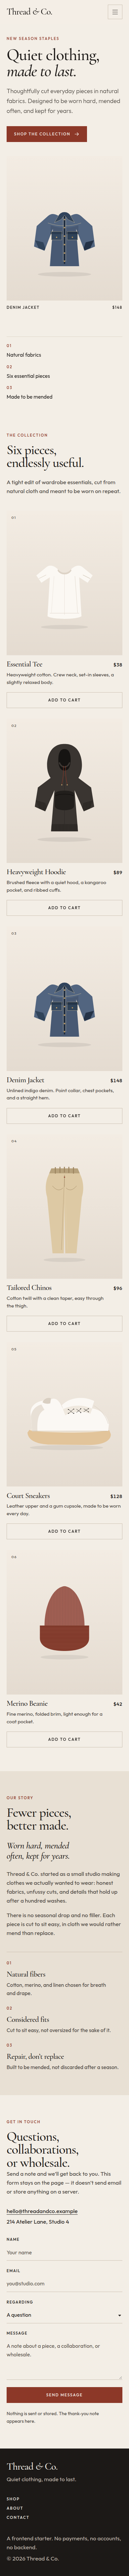 Thread & Co.
NEW SEASON STAPLES
Quiet clothing,
made to last.
Thoughtfully cut everyday pieces in natural
fabrics. Designed to be worn hard, mended
often, and kept for years.
SHOP THE COLLECTION →
DENIM JACKET $148
01
Natural fabrics
02
Six essential pieces
03
Made to be mended
THE COLLECTION
Six pieces,
endlessly useful.
A tight edit of wardrobe essentials, cut from
natural cloth and meant to be worn on repeat.
01
Essential Tee $38
Heavyweight cotton. Crew neck, set-in sleeves, a
slightly relaxed body.
ADD TO CART
02
Heavyweight Hoodie $89
Brushed fleece with a quiet hood, a kangaroo
pocket, and ribbed cuffs.
ADD TO CART
03
Denim Jacket $148
Unlined indigo denim. Point collar, chest pockets,
and a straight hem.
ADD TO CART
04
Tailored Chinos $96
Cotton twill with a clean taper, easy through
the thigh.
ADD TO CART
05
Court Sneakers $128
Leather upper and a gum cupsole, made to be worn
every day.
ADD TO CART
06
Merino Beanie $42
Fine merino, folded brim, light enough for a
coat pocket.
ADD TO CART
OUR STORY
Fewer pieces,
better made.
Worn hard, mended
often, kept for years.
Thread & Co. started as a small studio making
clothes we actually wanted to wear: honest
fabrics, unfussy cuts, and details that hold up
after a hundred washes.
There is no seasonal drop and no filler. Each
piece is cut to sit easy, in cloth we would rather
mend than replace.
01
Natural fibers
Cotton, merino, and linen chosen for breath
and drape.
02
Considered fits
Cut to sit easy, not oversized for the sake of it.
03
Repair, don't replace
Built to be mended, not discarded after a season.
GET IN TOUCH
Questions,
collaborations,
or wholesale.
Send a note and we'll get back to you. This
form stays on the page — it doesn't send email
or store anything on a server.
hello@threadandco.example
214 Atelier Lane, Studio 4
NAME
Your name
EMAIL
you@studio.com
REGARDING
A question
MESSAGE
A note about a piece, a collaboration, or
wholesale.
SEND MESSAGE
Nothing is sent or stored. The thank-you note
appears here.
Thread & Co.
Quiet clothing, made to last.
SHOP
ABOUT
CONTACT
A frontend starter. No payments, no accounts,
no backend.
© 2026 Thread & Co.